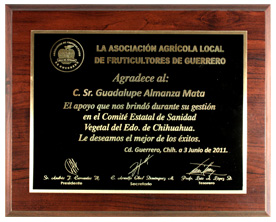 LA ASOCIACIÓN AGRÍCOLA LOCAL
DE FRUTICULTORES DE GUERRERO
Agradece al:
C. Sr. Guadalupe Almanza Mata
El apoyo que nos brindó durante su gestión
en el Comité Estatal de Sanidad
Vegetal del Edo. de Chihuahua.
Le deseamos el mejor de los éxitos.
Cd. Guerrero, Chih. a 3 Junio de 2011.
Presidente Secretario Tesorero